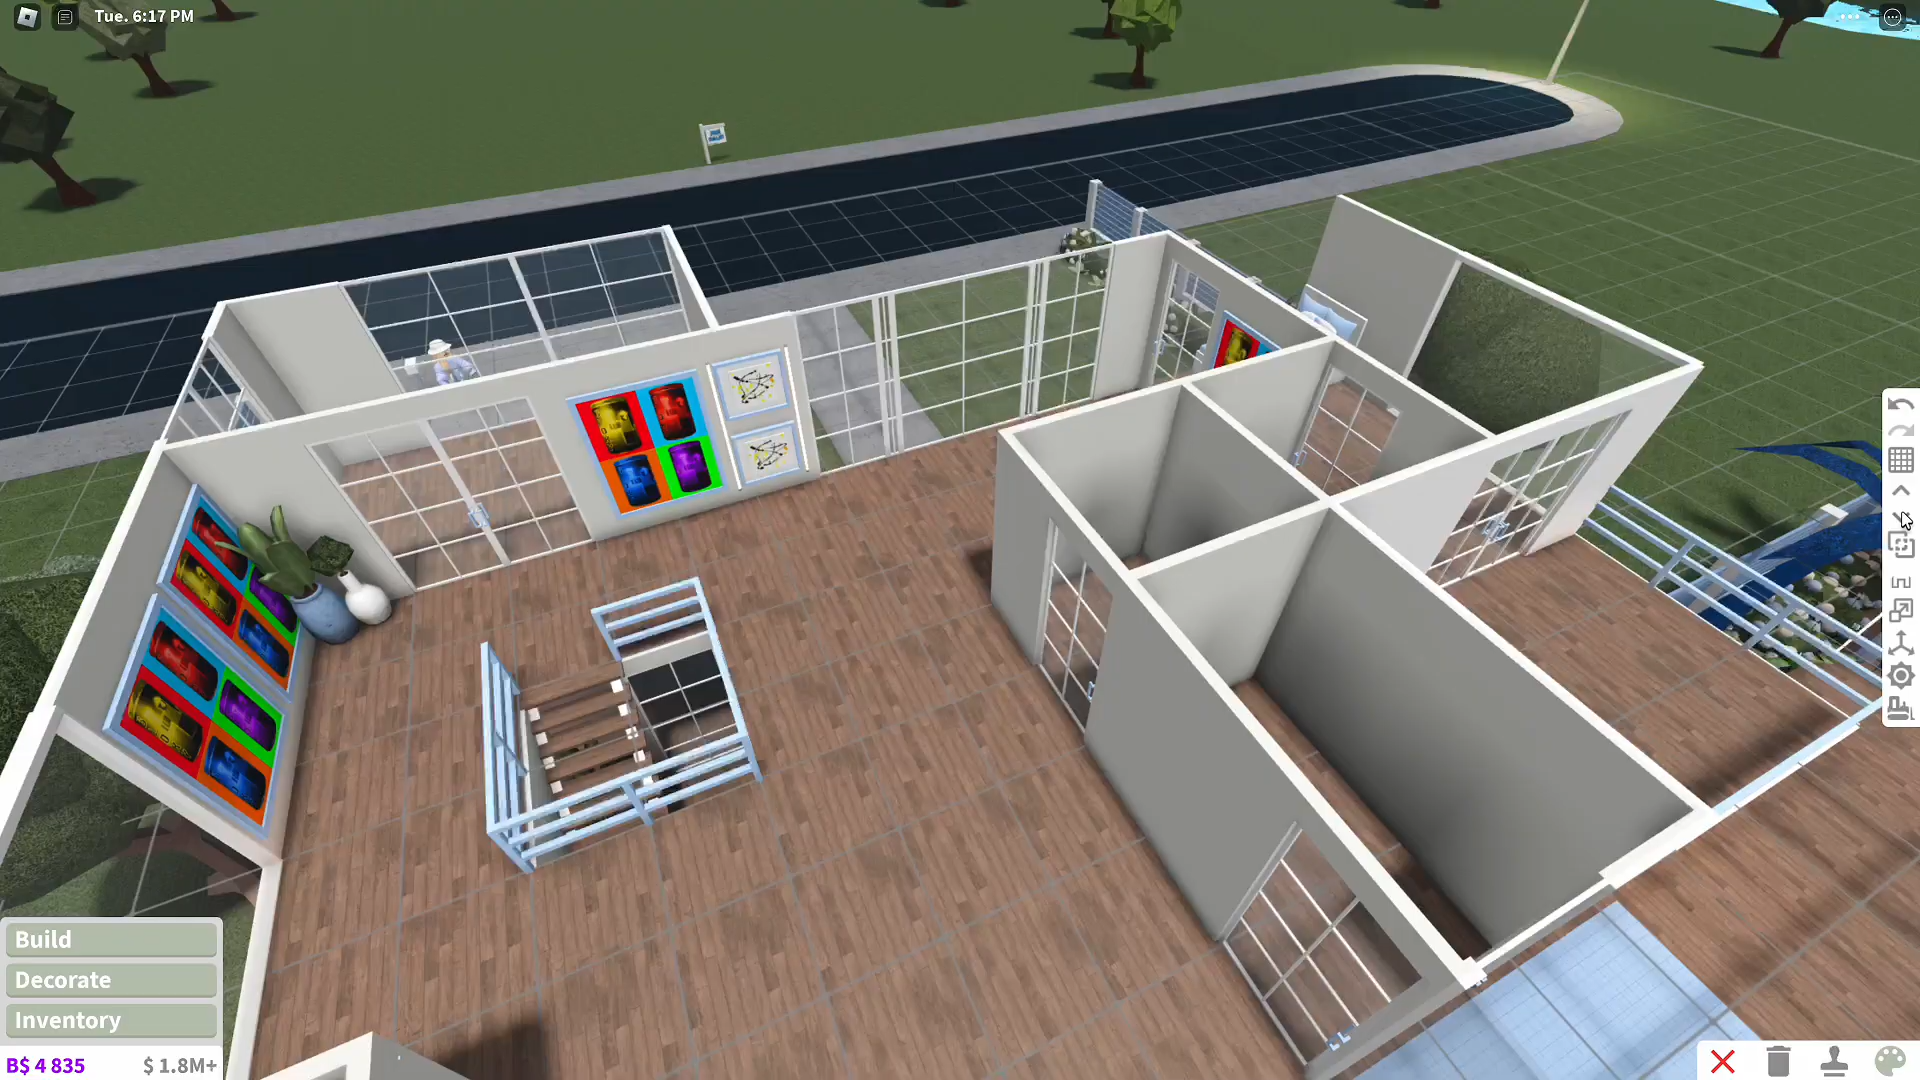 Tue. 6:17 PM
Build
Decorate
Inventory
B$ 4 835
$ 1.8M+